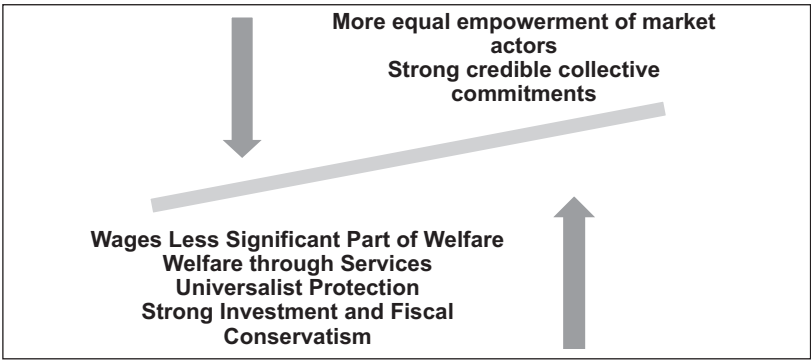 More equal empowerment of market
actors
Strong credible collective
commitments
Wages Less Significant Part of Welfare
Welfare through Services
Universalist Protection
Strong Investment and Fiscal
Conservatism